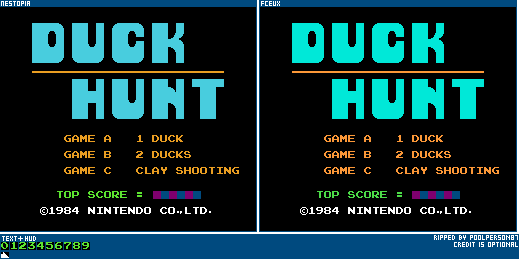 NESTOPIA
DUCK
HUNT
GAME A 1 DUCK
GAME B 2 DUCKS
GAME C CLAY SHOOTING
TOP SCORE =
©1984 NINTENDO CO.,LTD.
FCEUX
DUCK
HUNT
GAME A 1 DUCK
GAME B 2 DUCKS
GAME C CLAY SHOOTING
TOP SCORE =
©1984 NINTENDO CO.,LTD.
TEXT+HUD
0123456789
RIPPED BY POOLPERSON87
CREDIT IS OPTIONAL